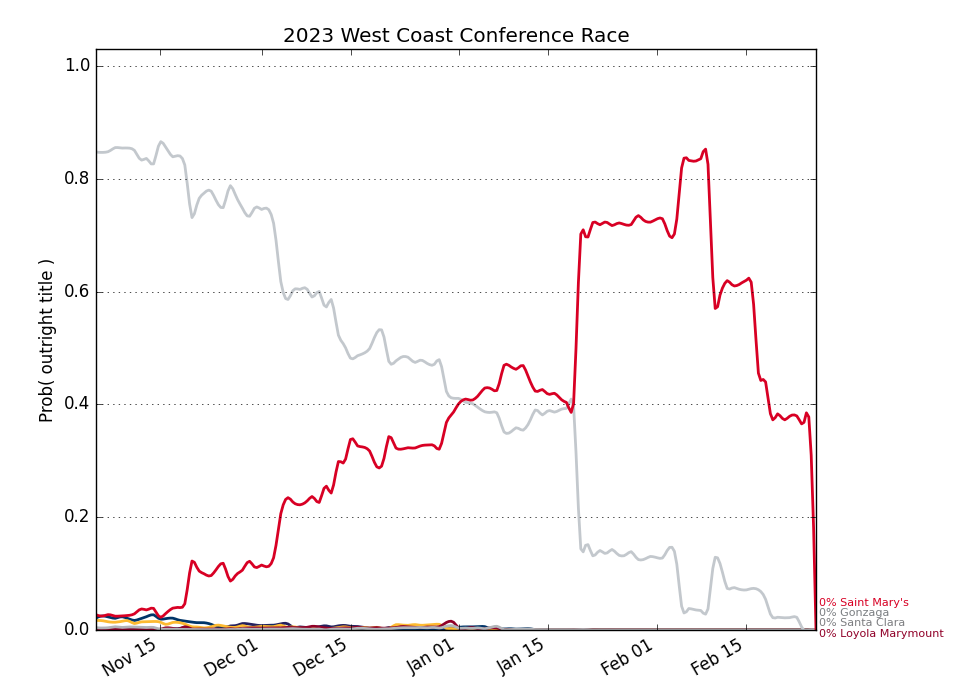 2023 West Coast Conference Race
Prob( outright title )
1.0
0.8
0.6
0.4
0.2
0.0
Nov 15
Dec 01
Dec 15
Jan 01
Jan 15
Feb 01
Feb 15
0% Saint Mary's
0% Gonzaga
0% Santa Clara
0% Loyola Marymount